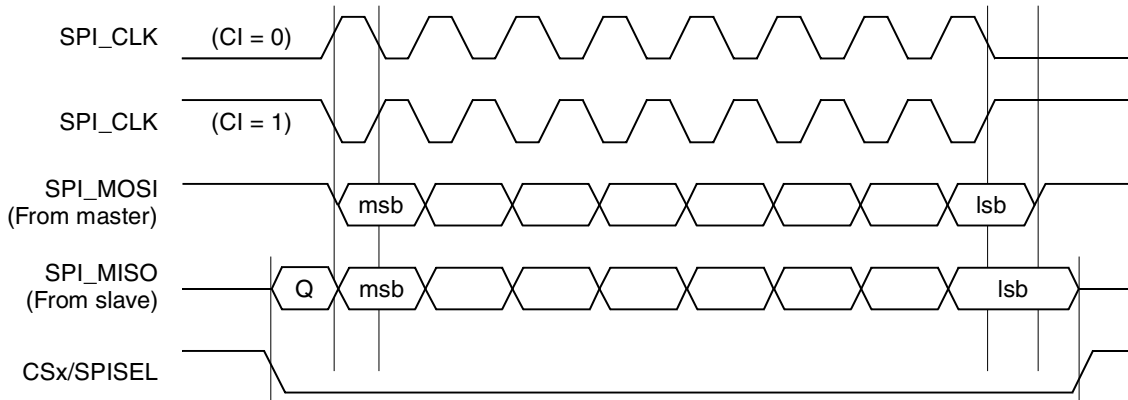 SPI_CLK (CI = 0)
SPI_CLK (CI = 1)
SPI_MOSI
(From master)
msb lsb
SPI_MISO
(From slave)
Q msb lsb
CSx/SPISEL